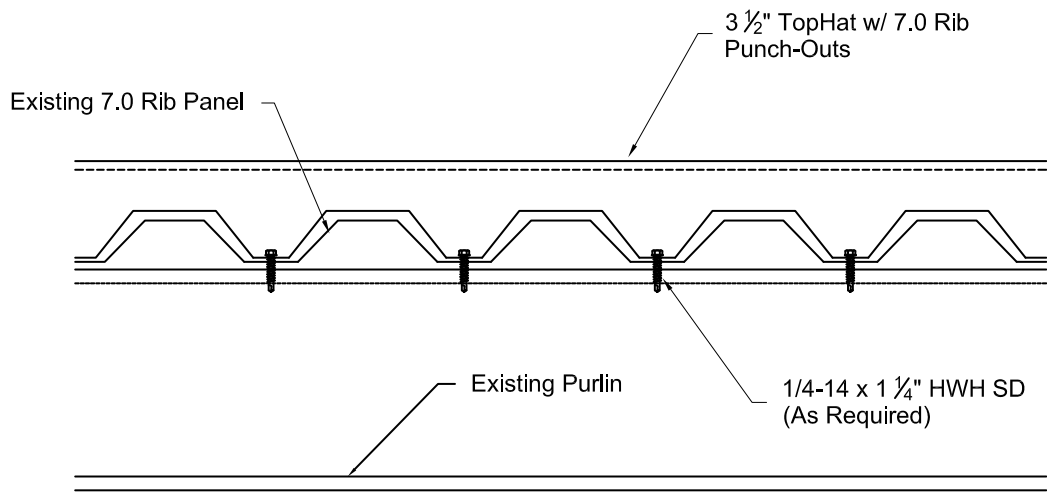 3 ½" TopHat w/ 7.0 Rib
Punch-Outs
Existing 7.0 Rib Panel
Existing Purlin
1/4-14 x 1 ¼" HWH SD
(As Required)